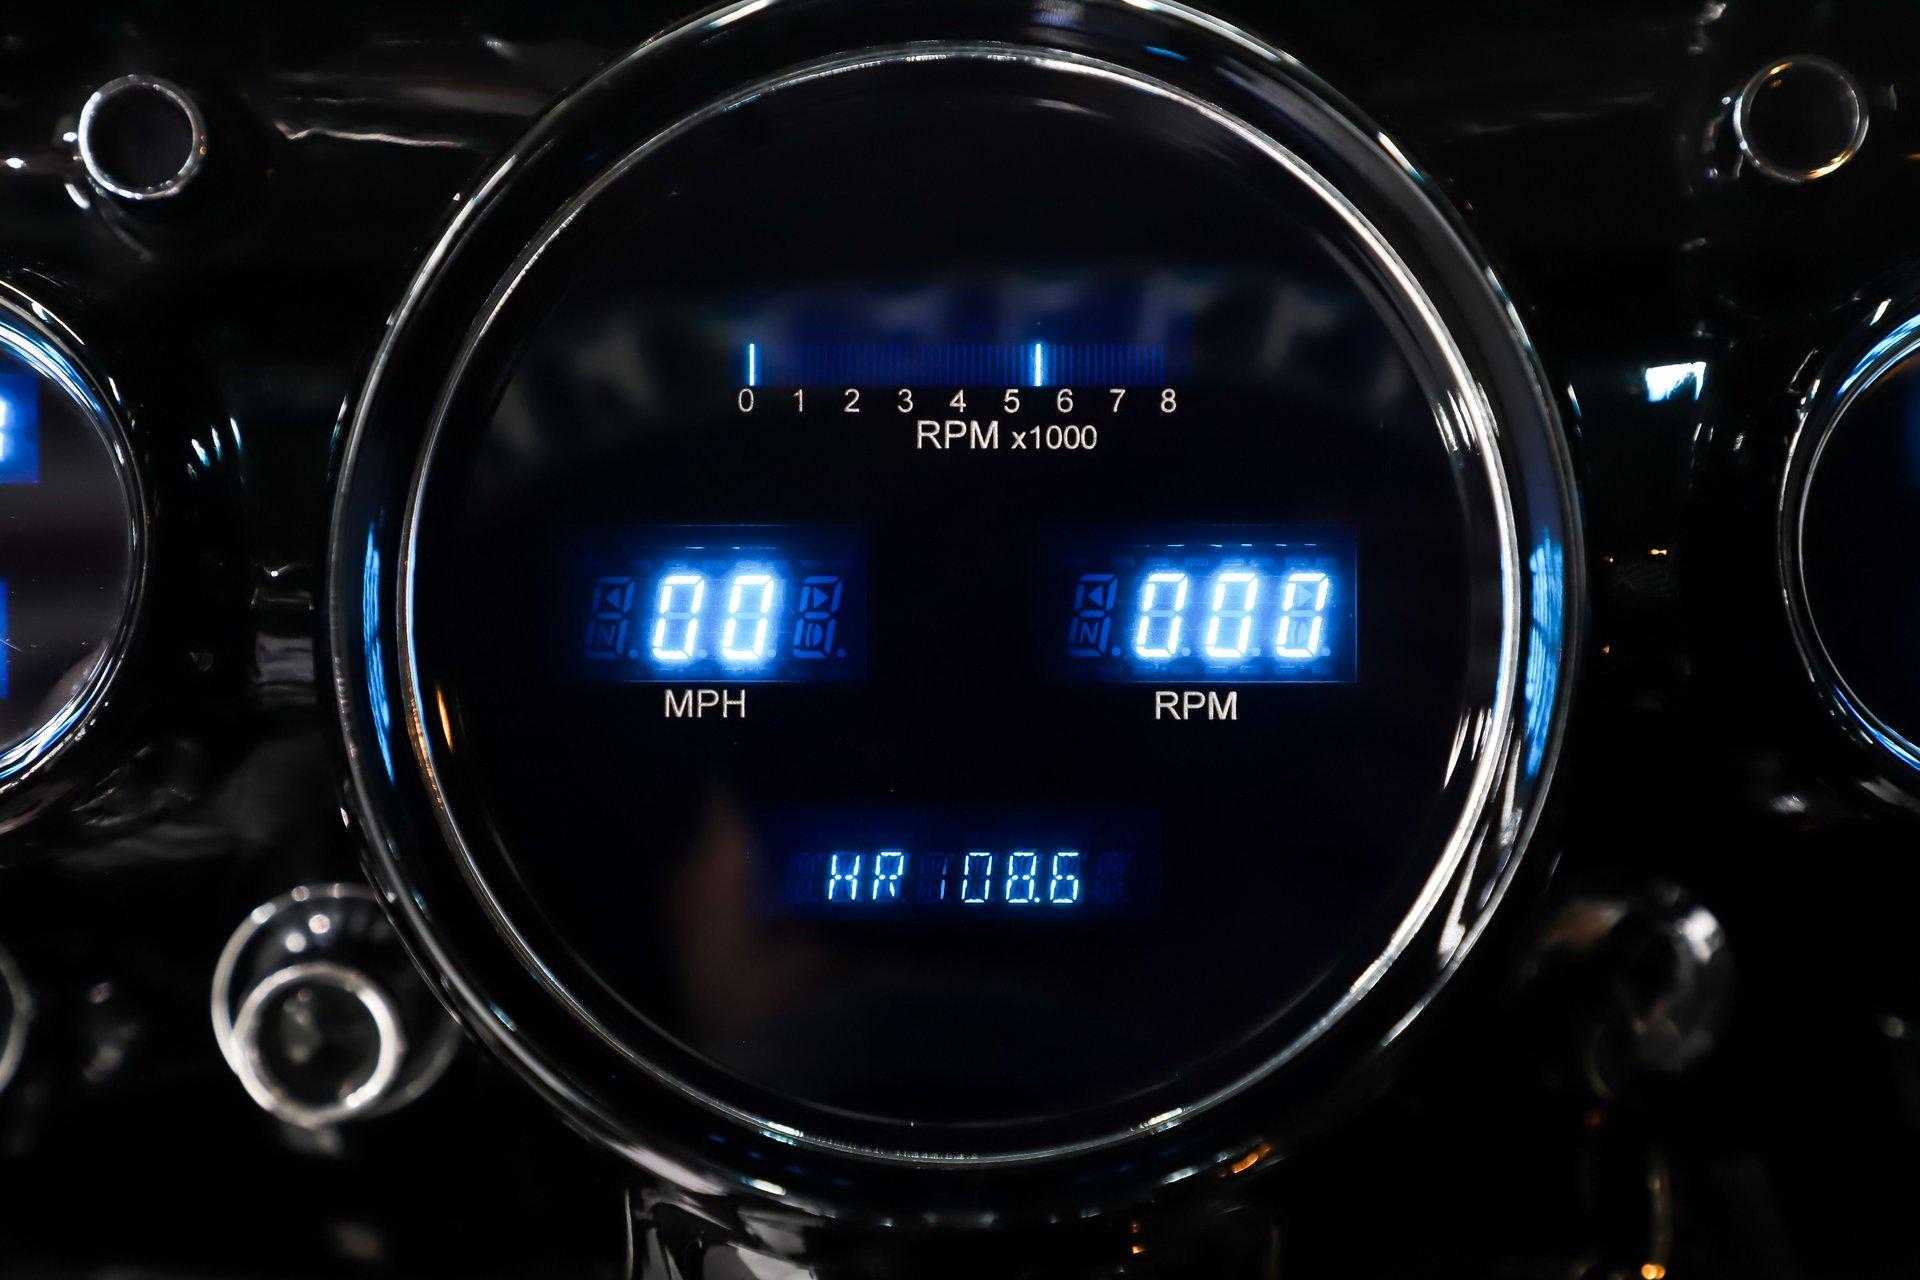 0 1 2 3 4 5 6 7 8
RPM x1000
00 000
MPH RPM
HR 108.6